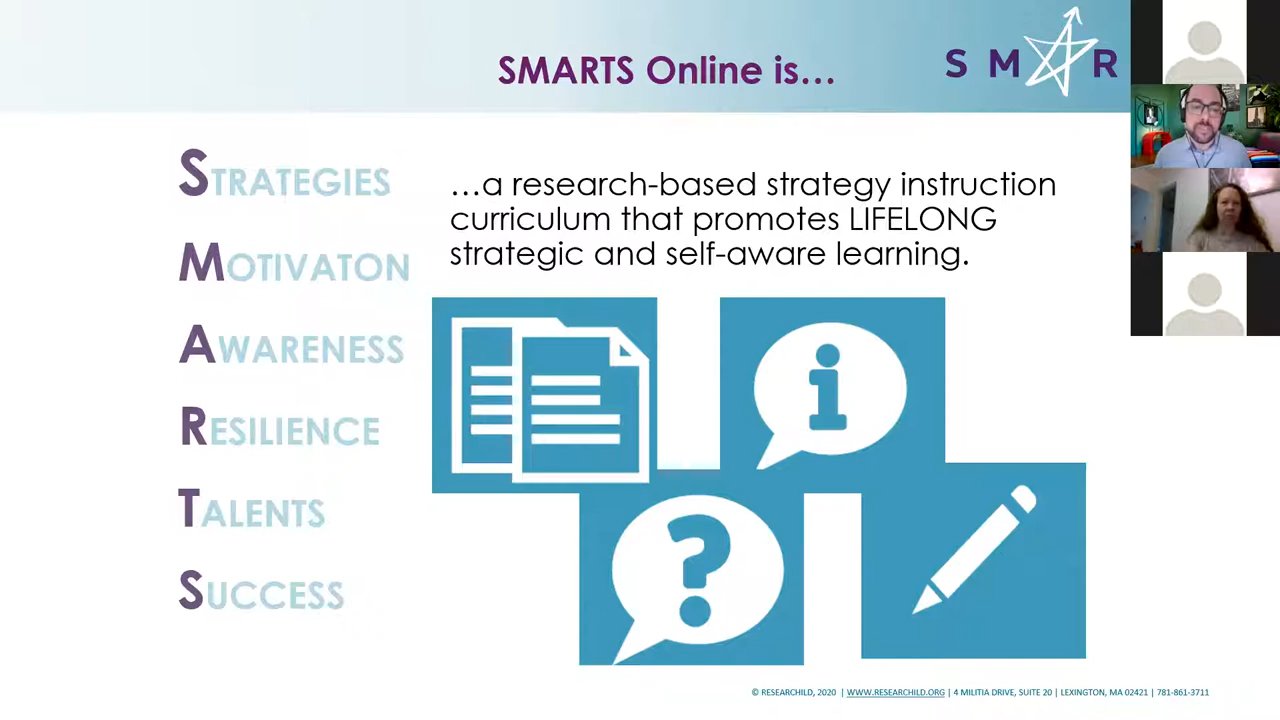 SMARTS Online is...
S M R
STRATEGIES
MOTIVATON
AWARENESS
RESILIENCE
TALENTS
SUCCESS
...a research-based strategy instruction
curriculum that promotes LIFELONG
strategic and self-aware learning.
i
?
© RESEARCHILD, 2020 | WWW.RESEARCHILD.ORG | 4 MILITIA DRIVE, SUITE 20 | LEXINGTON, MA 02421 | 781-861-3711